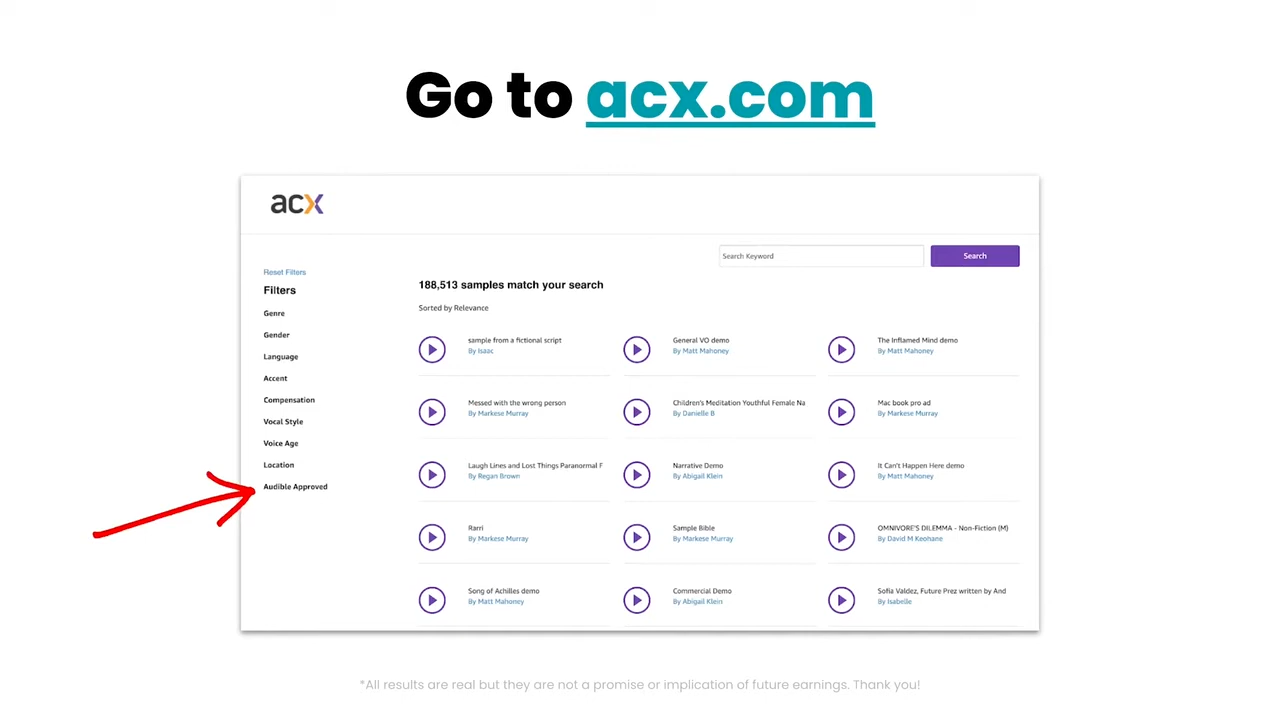 Go to acx.com
acx
Search Keyword
Search
Reset Filters
Filters
Genre
Gender
Language
Accent
Compensation
Vocal Style
Voice Age
Location
Audible Approved
188,513 samples match your search
Sorted by Relevance
sample from a fictional script
By Isaac
General VO demo
By Matt Mahoney
The Inflamed Mind demo
By Matt Mahoney
Messed with the wrong person
By Markese Murray
Children's Meditation Youthful Female Na
By Danielle B
Mac book pro ad
By Markese Murray
Laugh Lines and Lost Things Paranormal F
By Regan Brown
Narrative Demo
By Abigail Klein
It Can't Happen Here demo
By Matt Mahoney
Rarri
By Markese Murray
Sample Bible
By Markese Murray
OMNIVORE'S DILEMMA - Non-Fiction (M)
By David M Keohane
Song of Achilles demo
By Matt Mahoney
Commercial Demo
By Abigail Klein
Sofia Valdez, Future Prez written by And
By Isabelle
*All results are real but they are not a promise or implication of future earnings. Thank you!